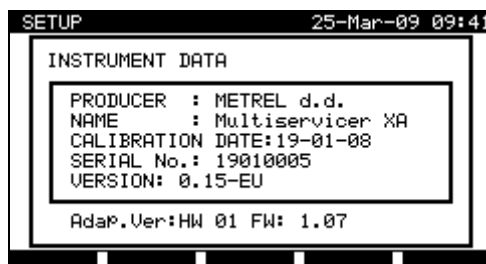 SETUP 25-Mar-09 09:41
INSTRUMENT DATA
PRODUCER : METREL d.d.
NAME : Multiservicer XA
CALIBRATION DATE:19-01-08
SERIAL No.: 19010005
VERSION: 0.15-EU
Adap.Ver:HW 01 FW: 1.07